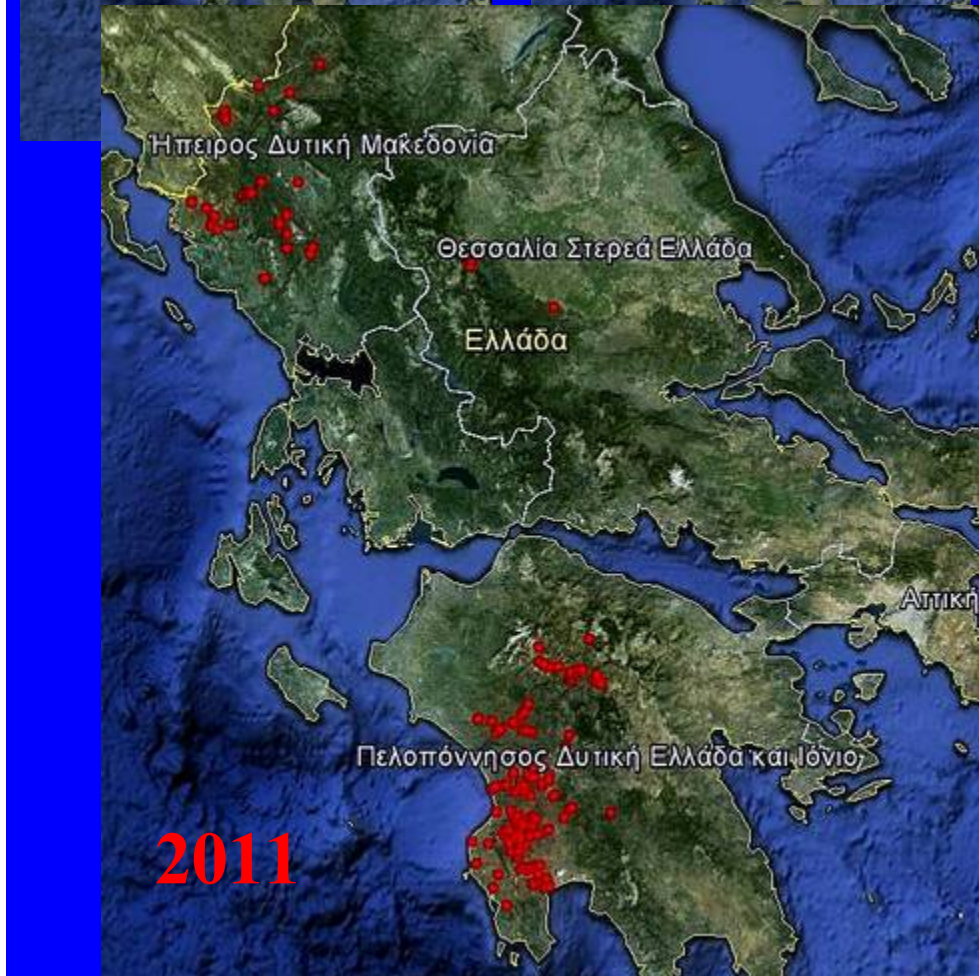 Ήπειρος Δυτική Μακεδονία
Θεσσαλία Στερεά Ελλάδα
Ελλάδα
Αττική
Πελοπόννησος Δυτική Ελλάδα και Ιόνιο
2011